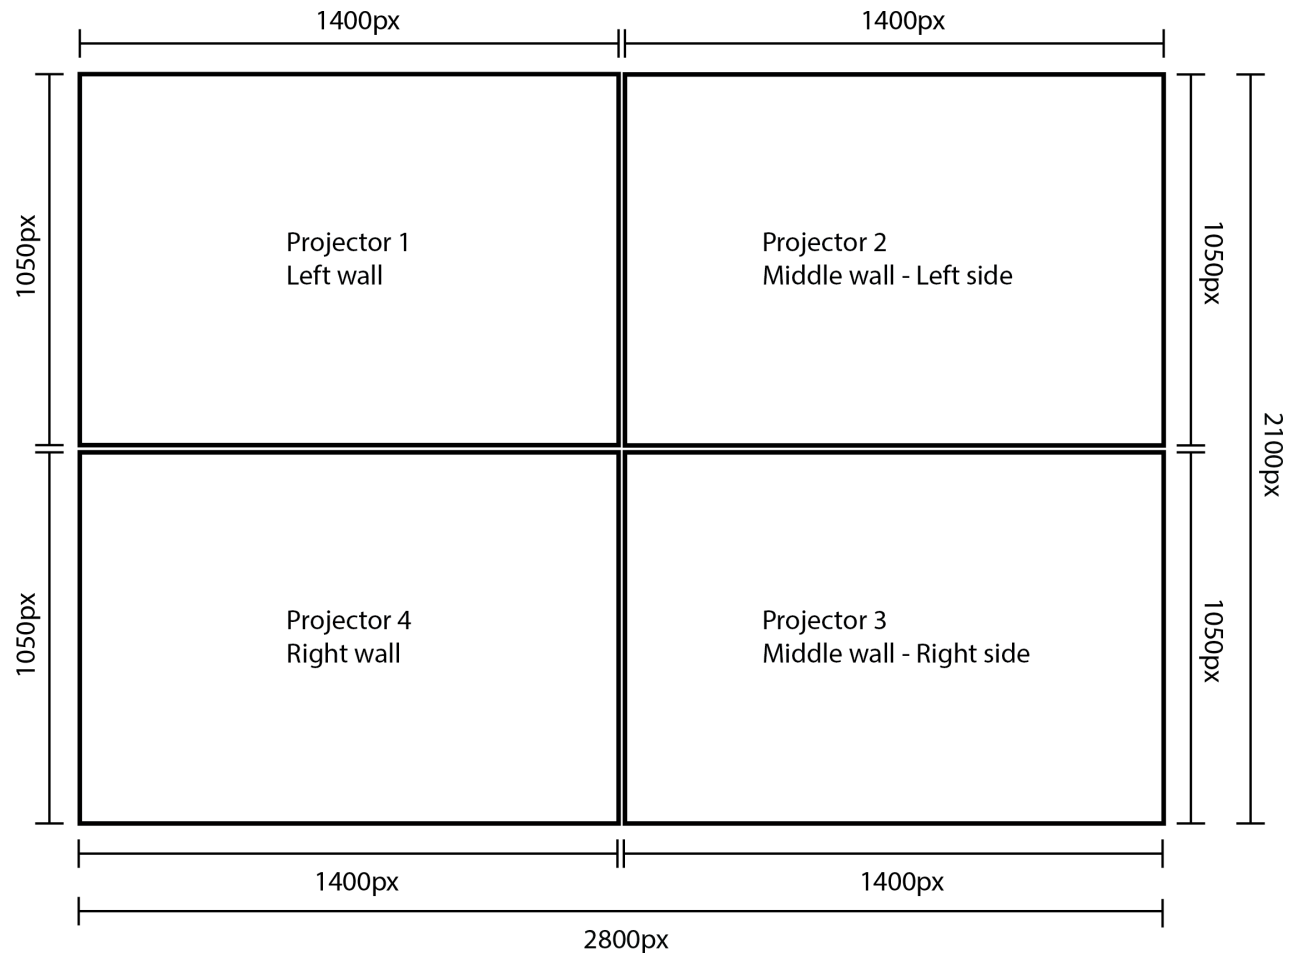 1400px
1400px
1050px
Projector 1
Left wall
Projector 2
Middle wall - Left side
1050px
2100px
1050px
Projector 4
Right wall
Projector 3
Middle wall - Right side
1050px
1400px
1400px
2800px